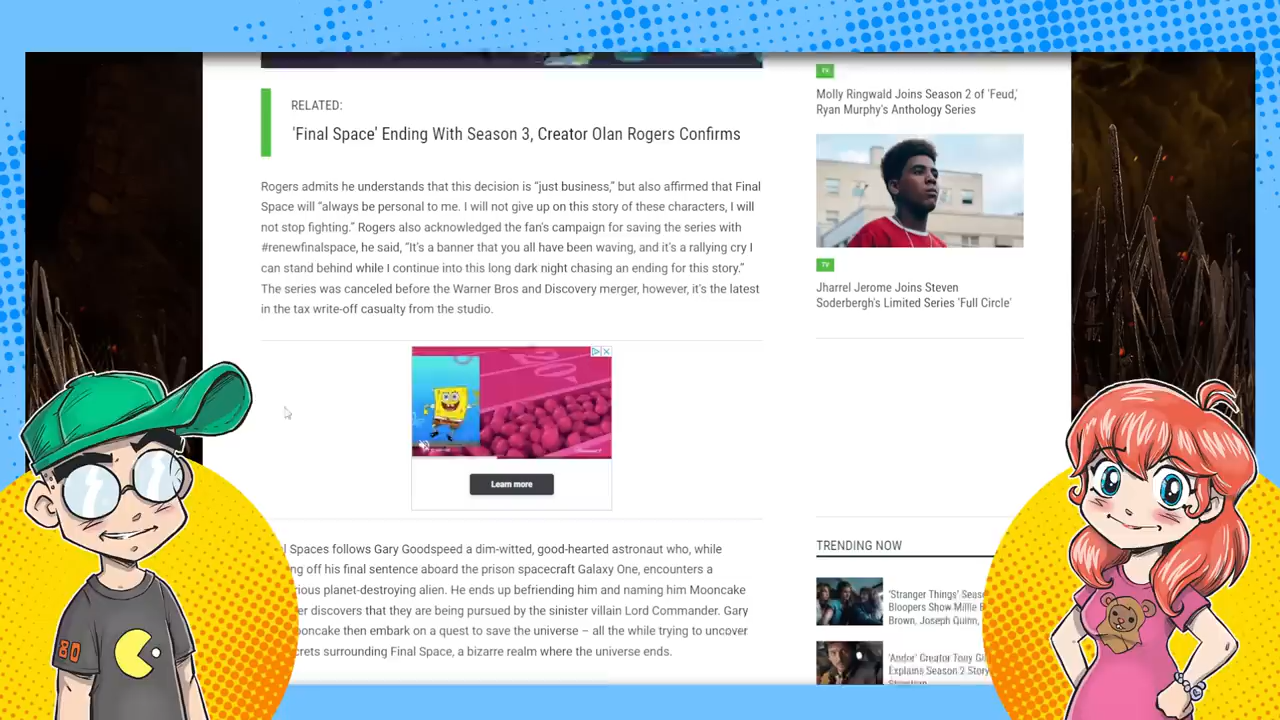 RELATED:
'Final Space' Ending With Season 3, Creator Olan Rogers Confirms
Rogers admits he understands that this decision is “just business,” but also affirmed that Final
Space will “always be personal to me. I will not give up on this story of these characters, I will
not stop fighting.” Rogers also acknowledged the fan's campaign for saving the series with
#renewfinalspace, he said, “It's a banner that you all have been waving, and it's a rallying cry I
can stand behind while I continue into this long dark night chasing an ending for this story.”
The series was canceled before the Warner Bros and Discovery merger, however, it's the latest
in the tax write-off casualty from the studio.
Learn more
Spaces follows Gary Goodspeed a dim-witted, good-hearted astronaut who, while
off his final sentence aboard the prison spacecraft Galaxy One, encounters a
planet-destroying alien. He ends up befriending him and naming him Mooncake
discovers that they are being pursued by the sinister villain Lord Commander. Gary
then embark on a quest to save the universe – all the while trying to uncover
surrounding Final Space, a bizarre realm where the universe ends.
TV
Molly Ringwald Joins Season 2 of 'Feud,'
Ryan Murphy's Anthology Series
TV
Jharrel Jerome Joins Steven
Soderbergh's Limited Series 'Full Circle'
TRENDING NOW
'Stranger Things'
Bloopers Show Millie
Brown, Joseph Quinn,
'Andor' Creator Tony
Explains Season 2 Story
80